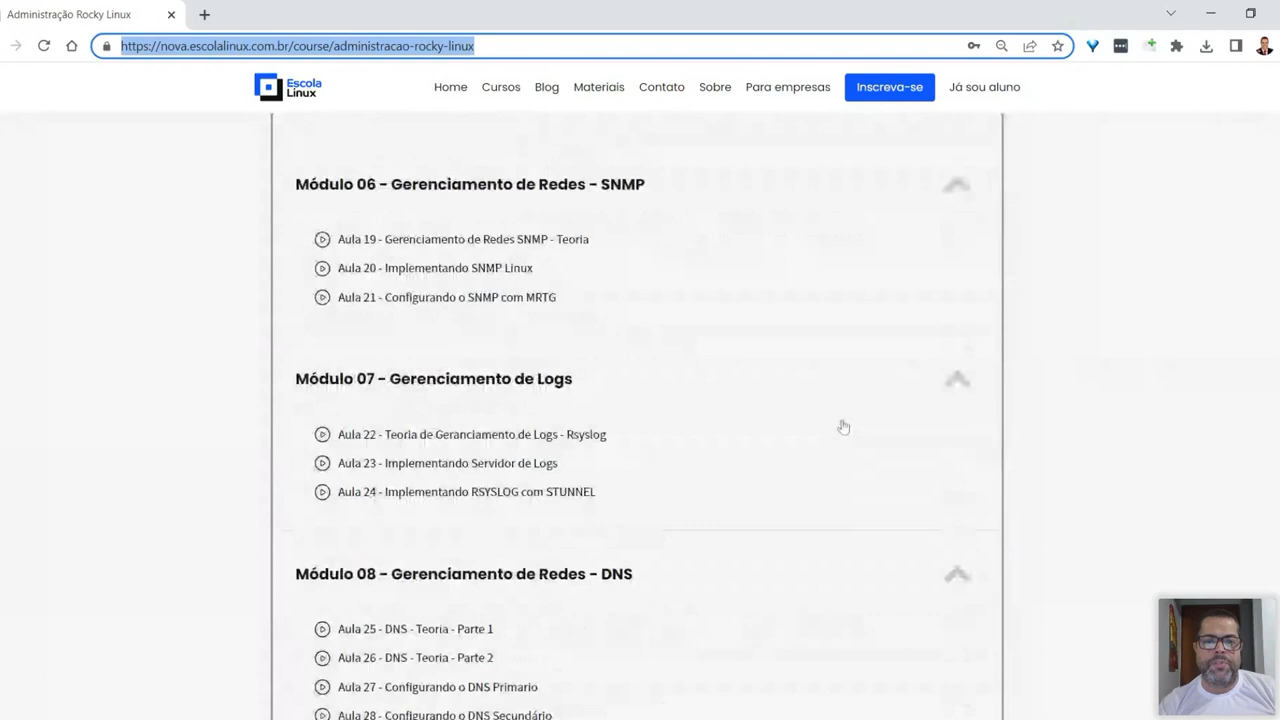 Administração Rocky Linux
https://nova.escolalinux.com.br/course/administracao-rocky-linux
Escola
Linux
Home Cursos Blog Materiais Contato Sobre Para empresas Inscreva-se Já sou aluno
Módulo 06 - Gerenciamento de Redes - SNMP
Aula 19 - Gerenciamento de Redes SNMP - Teoria
Aula 20 - Implementando SNMP Linux
Aula 21 - Configurando o SNMP com MRTG
Módulo 07 - Gerenciamento de Logs
Aula 22 - Teoria de Geranciamento de Logs - Rsyslog
Aula 23 - Implementando Servidor de Logs
Aula 24 - Implementando RSYSLOG com STUNNEL
Módulo 08 - Gerenciamento de Redes - DNS
Aula 25 - DNS - Teoria - Parte 1
Aula 26 - DNS - Teoria - Parte 2
Aula 27 - Configurando o DNS Primario
Aula 28 - Configurando o DNS Secundário